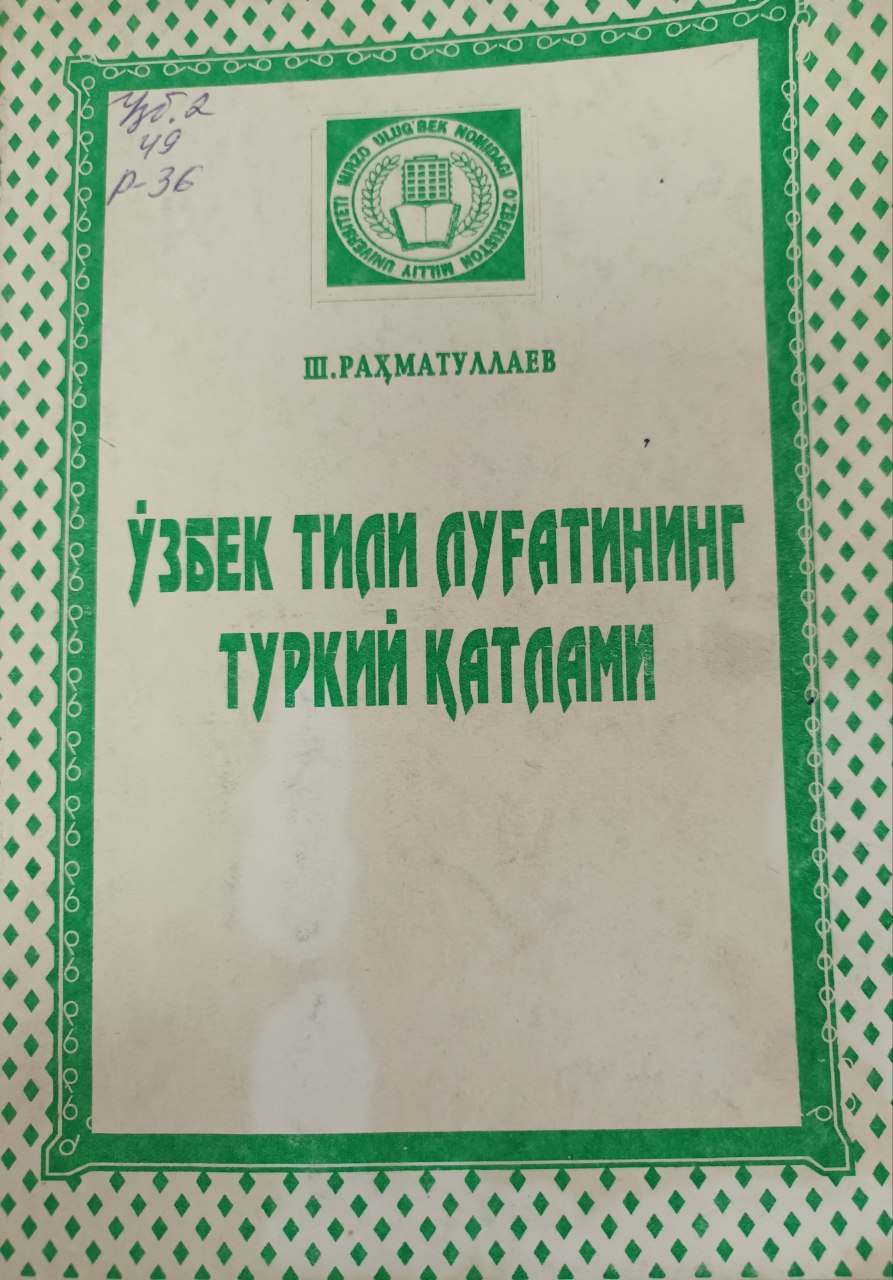 Ўзб.2
49
Р-36
MIRZO ULUG'BEK NOMIDAGI O'ZBEKISTON MILLIY UNIVERSITETI
Ш.РАҲМАТУЛЛАЕВ
ЎЗБЕК ТИЛИ ЛУҒАТИНИНГ
ТУРКИЙ ҚАТЛАМИ